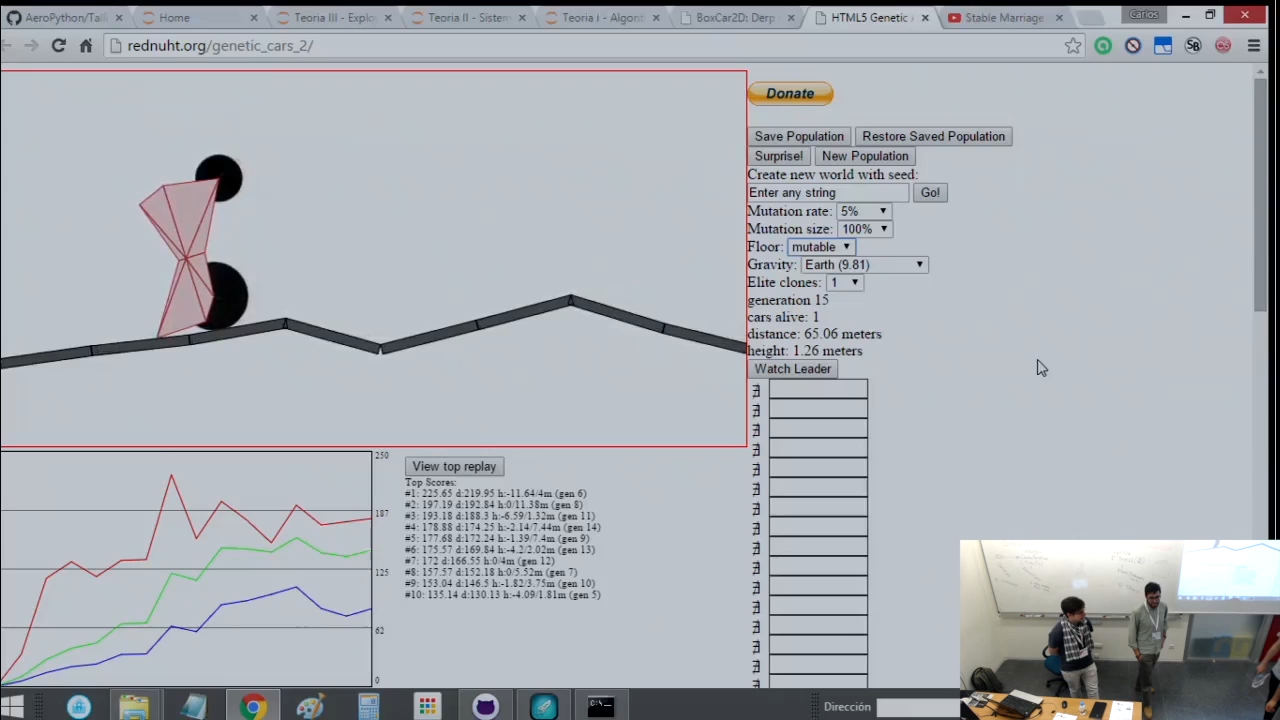 AeroPython/Tall
Home
Teoria III - Explo
Teoria II - Sistem
Teoria I - Algorit
BoxCar2D: Derp
HTML5 Genetic
Stable Marriage
Carlos
rednuht.org/genetic_cars_2/
Donate
Save Population
Restore Saved Population
Surprise!
New Population
Create new world with seed:
Enter any string
Go!
Mutation rate: 5%
Mutation size: 100%
Floor: mutable
Gravity: Earth (9.81)
Elite clones: 1
generation 15
cars alive: 1
distance: 65.06 meters
height: 1.26 meters
Watch Leader
250
187
125
62
0
View top replay
Top Scores:
#1: 225.65 d:219.95 h:-11.64/4m (gen 6)
#2: 197.19 d:192.84 h:0/11.38m (gen 8)
#3: 193.18 d:188.3 h:-6.59/1.32m (gen 11)
#4: 178.88 d:174.25 h:-2.14/7.44m (gen 14)
#5: 177.68 d:172.24 h:-1.39/7.4m (gen 9)
#6: 175.57 d:169.84 h:-4.2/2.02m (gen 13)
#7: 172 d:166.55 h:0/4m (gen 12)
#8: 157.57 d:152.18 h:0/5.52m (gen 7)
#9: 153.04 d:146.5 h:-1.82/3.75m (gen 10)
#10: 135.14 d:130.13 h:-4.09/1.81m (gen 5)
Dirección